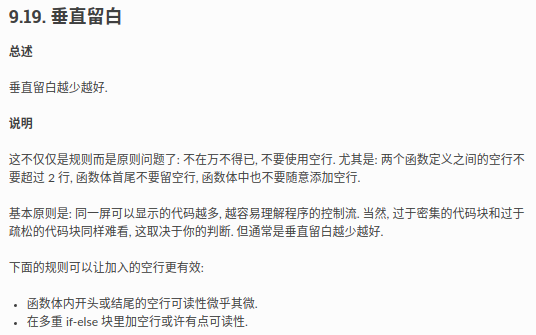 9.19. 垂直留白
总述
垂直留白越少越好.
说明
这不仅仅是规则而是原则问题了: 不在万不得已, 不要使用空行. 尤其是: 两个函数定义之间的空行不
要超过 2 行, 函数体首尾不要留空行, 函数体中也不要随意添加空行.
基本原则是: 同一屏可以显示的代码越多, 越容易理解程序的控制流. 当然, 过于密集的代码块和过于
疏松的代码块同样难看, 这取决于你的判断. 但通常是垂直留白越少越好.
下面的规则可以让加入的空行更有效:
• 函数体内开头或结尾的空行可读性微乎其微.
• 在多重 if-else 块里加空行或许有点可读性.